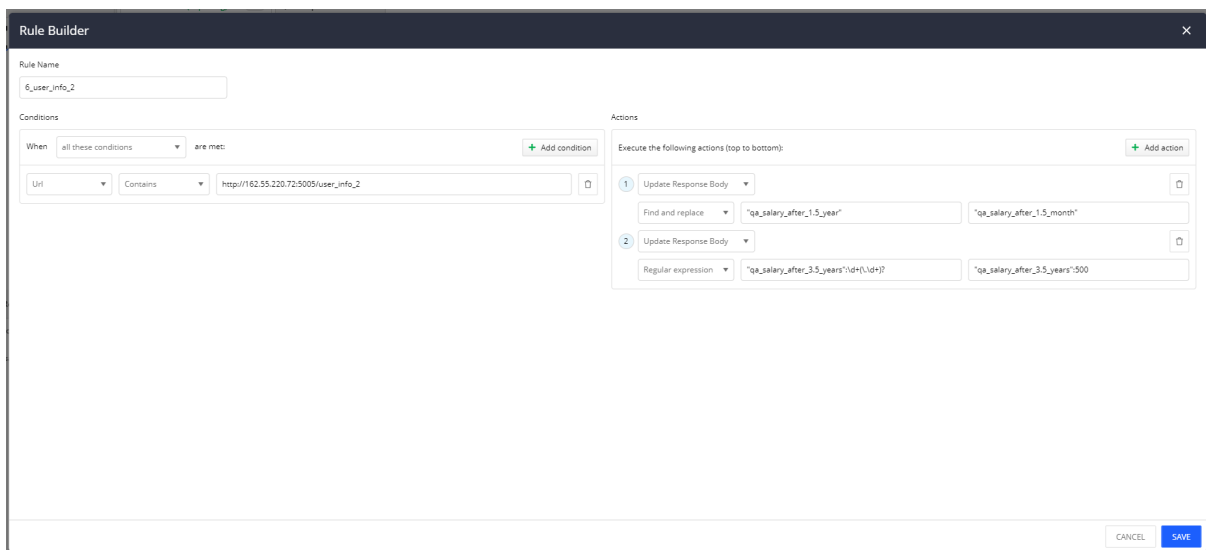 Rule Builder
Rule Name
6_user_info_2
Conditions
When all these conditions are met: + Add condition
Url Contains http://162.55.220.72:5005/user_info_2
Actions
Execute the following actions (top to bottom): + Add action
1 Update Response Body
Find and replace "qa_salary_after_1.5_year" "qa_salary_after_1.5_month"
2 Update Response Body
Regular expression "qa_salary_after_3.5_years":\d+(\.\d+)? "qa_salary_after_3.5_years":500
CANCEL SAVE